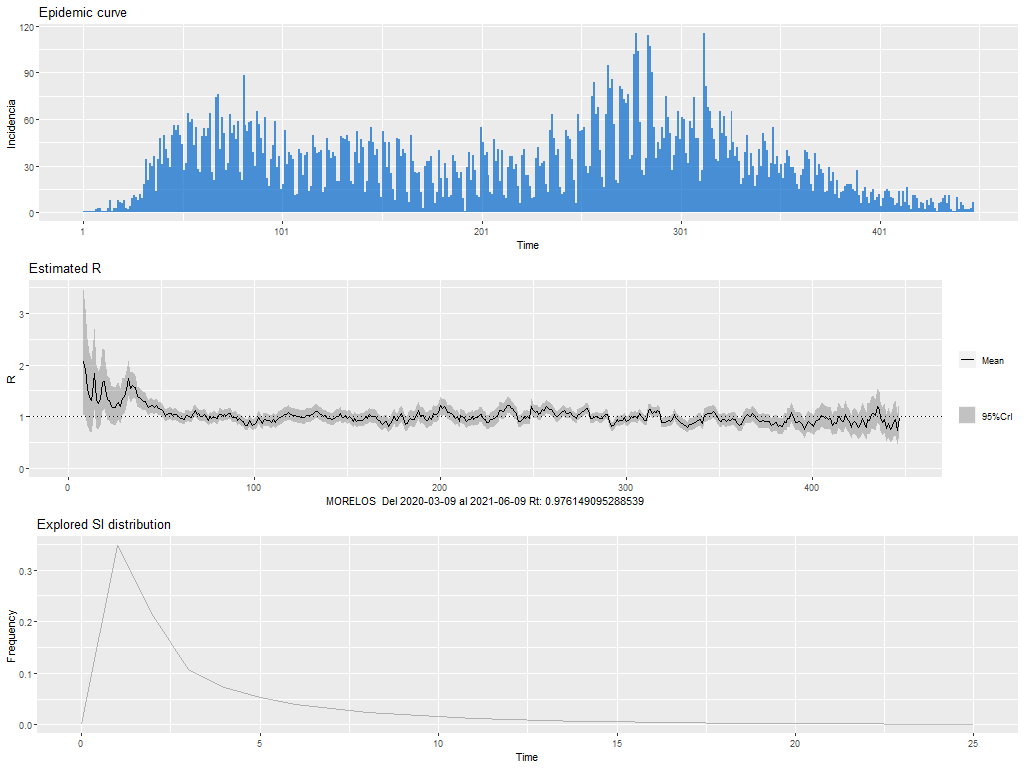 Epidemic curve
120
90
60
30
0
Incidencia
1
101
201
301
401
Time
Estimated R
3
2
1
0
R
0
100
200
300
400
MORELOS Del 2020-03-09 al 2021-06-09 Rt: 0.976149095288539
Mean
95%CrI
Explored SI distribution
0.3
0.2
0.1
0.0
Frequency
0
5
10
15
20
25
Time